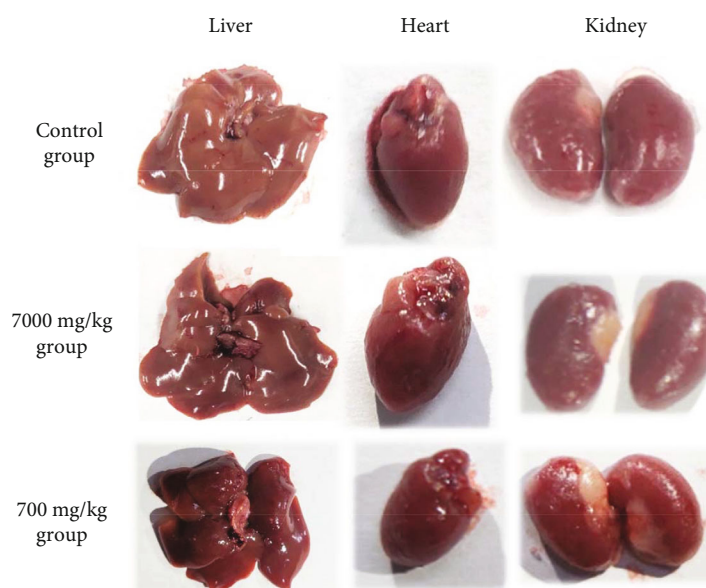 Liver Heart Kidney
Control
group
7000 mg/kg
group
700 mg/kg
group